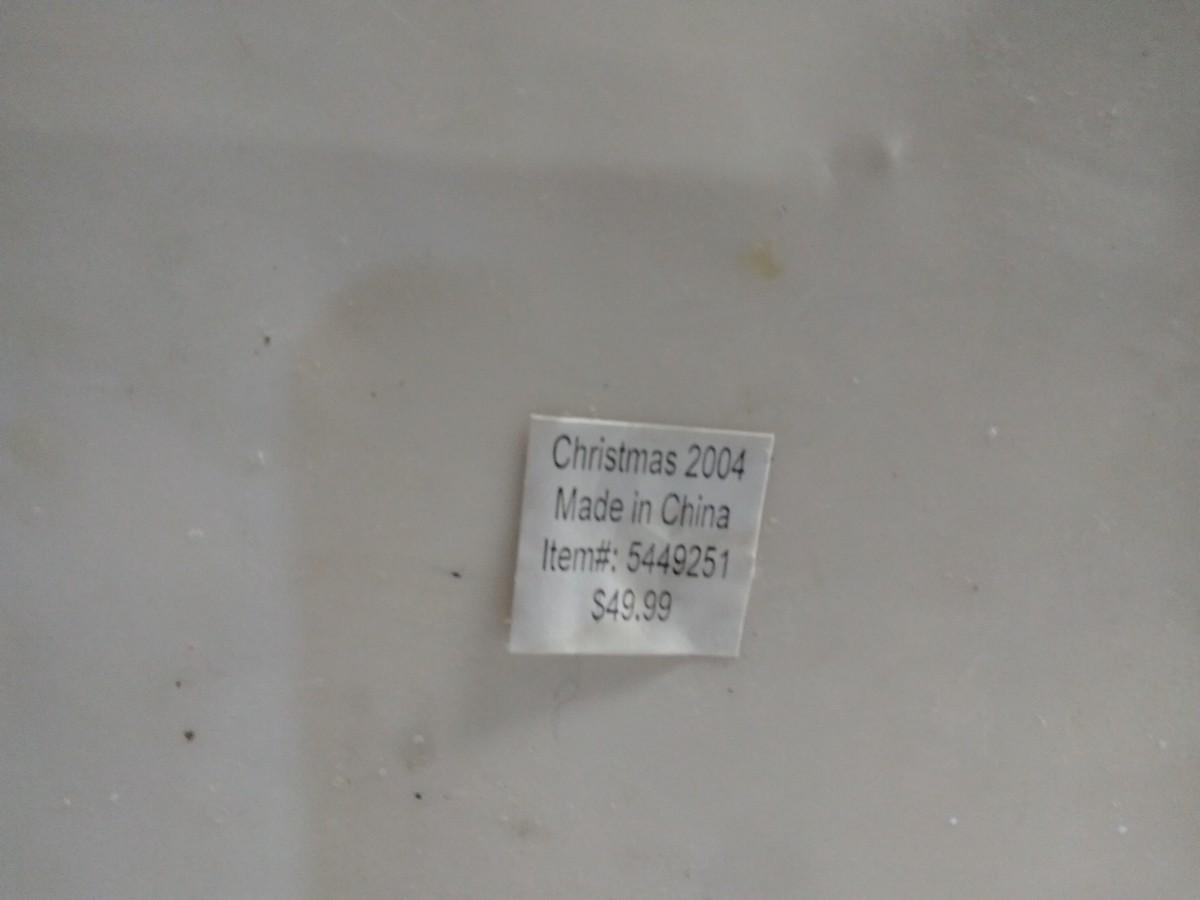 Christmas 2004
Made in China
Item#: 5449251
$49.99